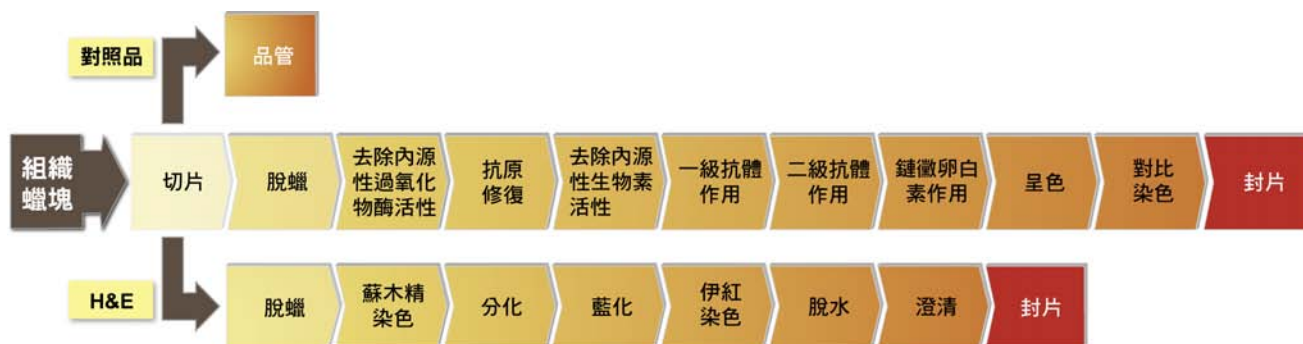 對照品
品管
組織
蠟塊
切片
脫蠟
去除內源
性過氧化
物酶活性
抗原
修復
去除內源
性生物素
活性
一級抗體
作用
二級抗體
作用
鏈黴卵白
素作用
呈色
對比
染色
封片
H&E
脫蠟
蘇木精
染色
分化
藍化
伊紅
染色
脫水
澄清
封片